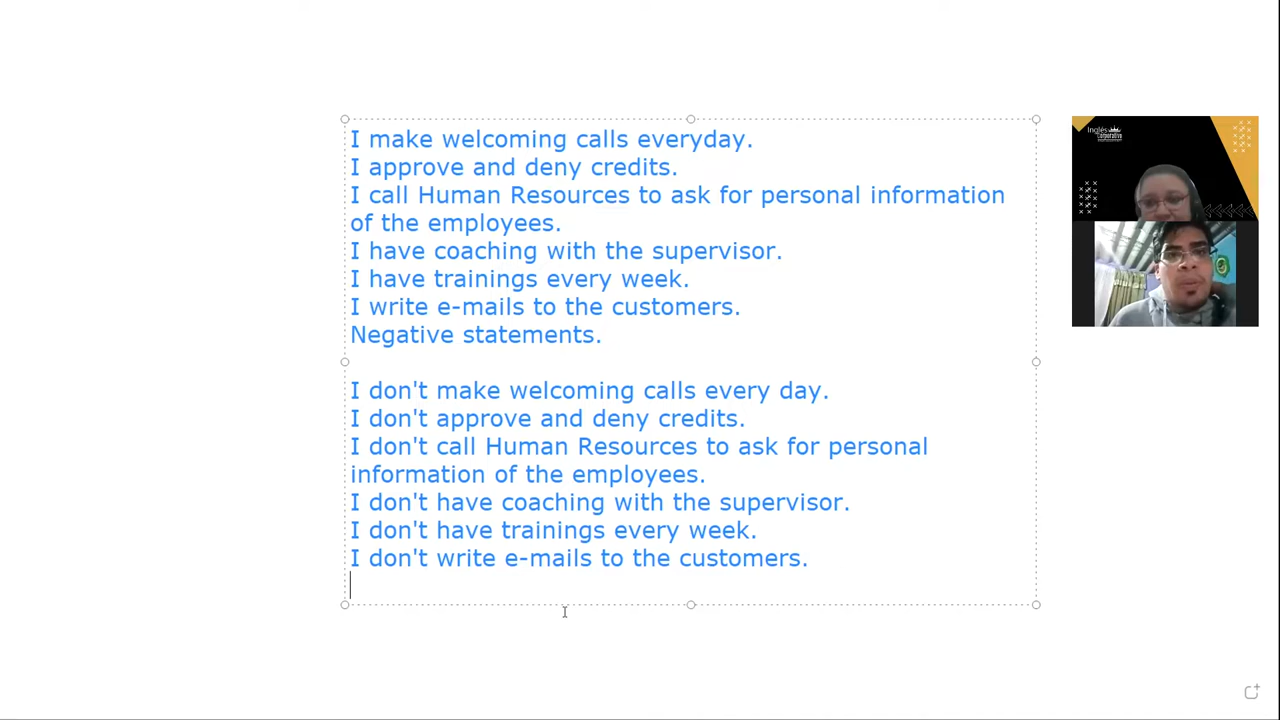 I make welcoming calls everyday.
I approve and deny credits.
I call Human Resources to ask for personal information
of the employees.
I have coaching with the supervisor.
I have trainings every week.
I write e-mails to the customers.
Negative statements.
I don't make welcoming calls every day.
I don't approve and deny credits.
I don't call Human Resources to ask for personal
information of the employees.
I don't have coaching with the supervisor.
I don't have trainings every week.
I don't write e-mails to the customers.
Inglés
Corporativo